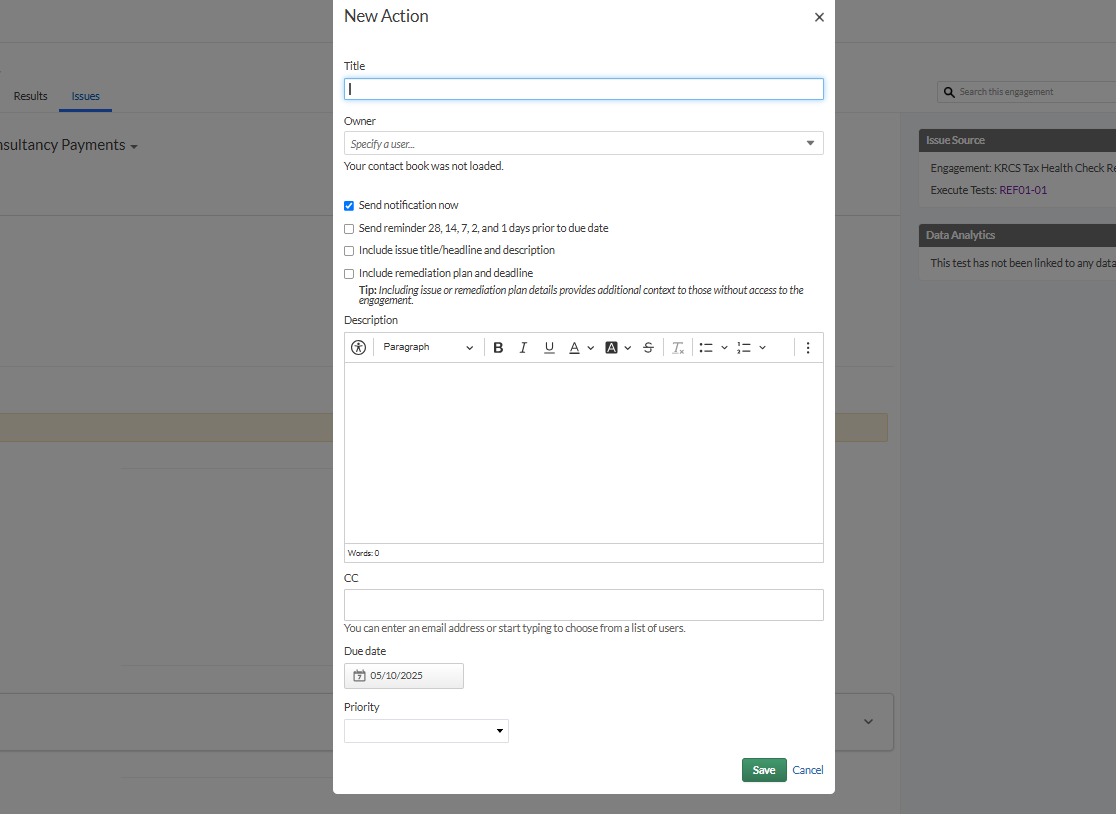 New Action
Title
Results
Issues
Search this engagement
Owner
Specify a user...
Your contact book was not loaded.
nsultancy Payments
Issue Source
Engagement: KRCS Tax Health Check Re
Execute Tests: REF01-01
Data Analytics
This test has not been linked to any data
Send notification now
Send reminder 28, 14, 7, 2, and 1 days prior to due date
Include issue title/headline and description
Include remediation plan and deadline
Tip: Including issue or remediation plan details provides additional context to those without access to the
engagement.
Description
Paragraph
B I U A A S Tx
Words: 0
CC
You can enter an email address or start typing to choose from a list of users.
Due date
7 05/10/2025
Priority
Save Cancel